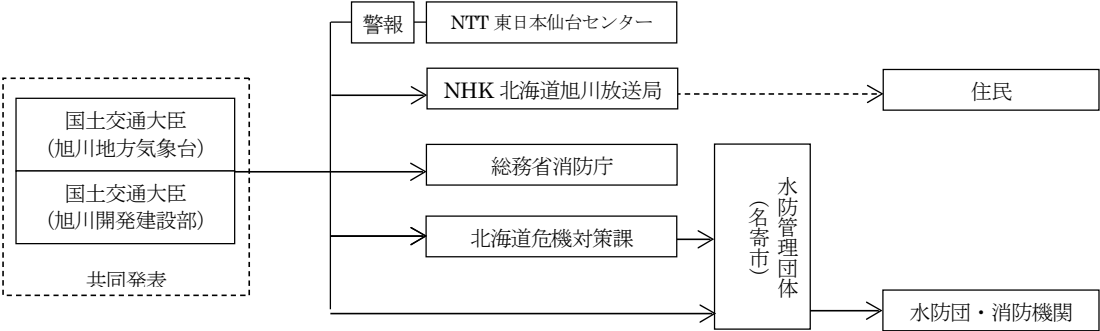 警報
NTT 東日本仙台センター
NHK 北海道旭川放送局
住民
国土交通大臣
（旭川地方気象台）
総務省消防庁
国土交通大臣
（旭川開発建設部）
北海道危機対策課
水防管理団体
（名寄市）
共同発表
水防団・消防機関